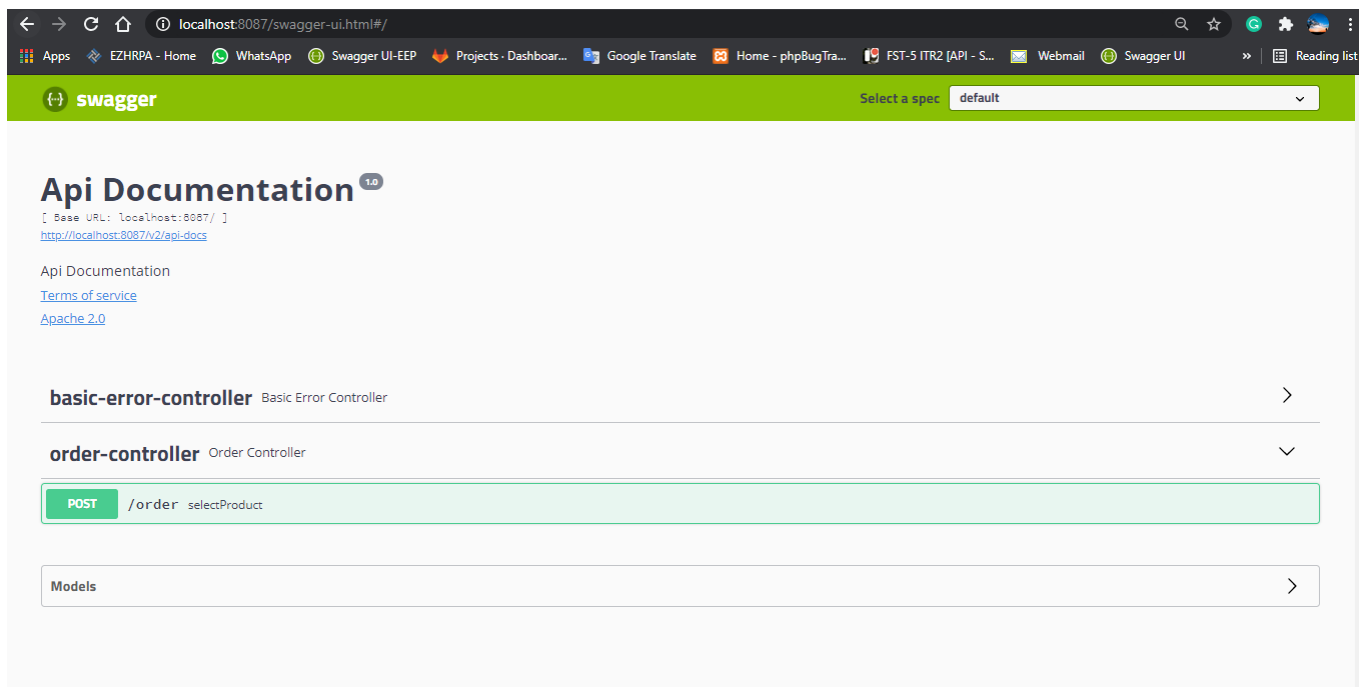 localhost:8087/swagger-ui.html#/
Apps EZHRPA - Home WhatsApp Swagger UI-EEP Projects · Dashboar... Google Translate Home - phpBugTra... FST-5 ITR2 [API - S... Webmail Swagger UI » Reading list
{··} swagger Select a spec default
Api Documentation 1.0
[ Base URL: localhost:8087/ ]
http://localhost:8087/v2/api-docs
Api Documentation
Terms of service
Apache 2.0
basic-error-controller Basic Error Controller
order-controller Order Controller
POST /order selectProduct
Models